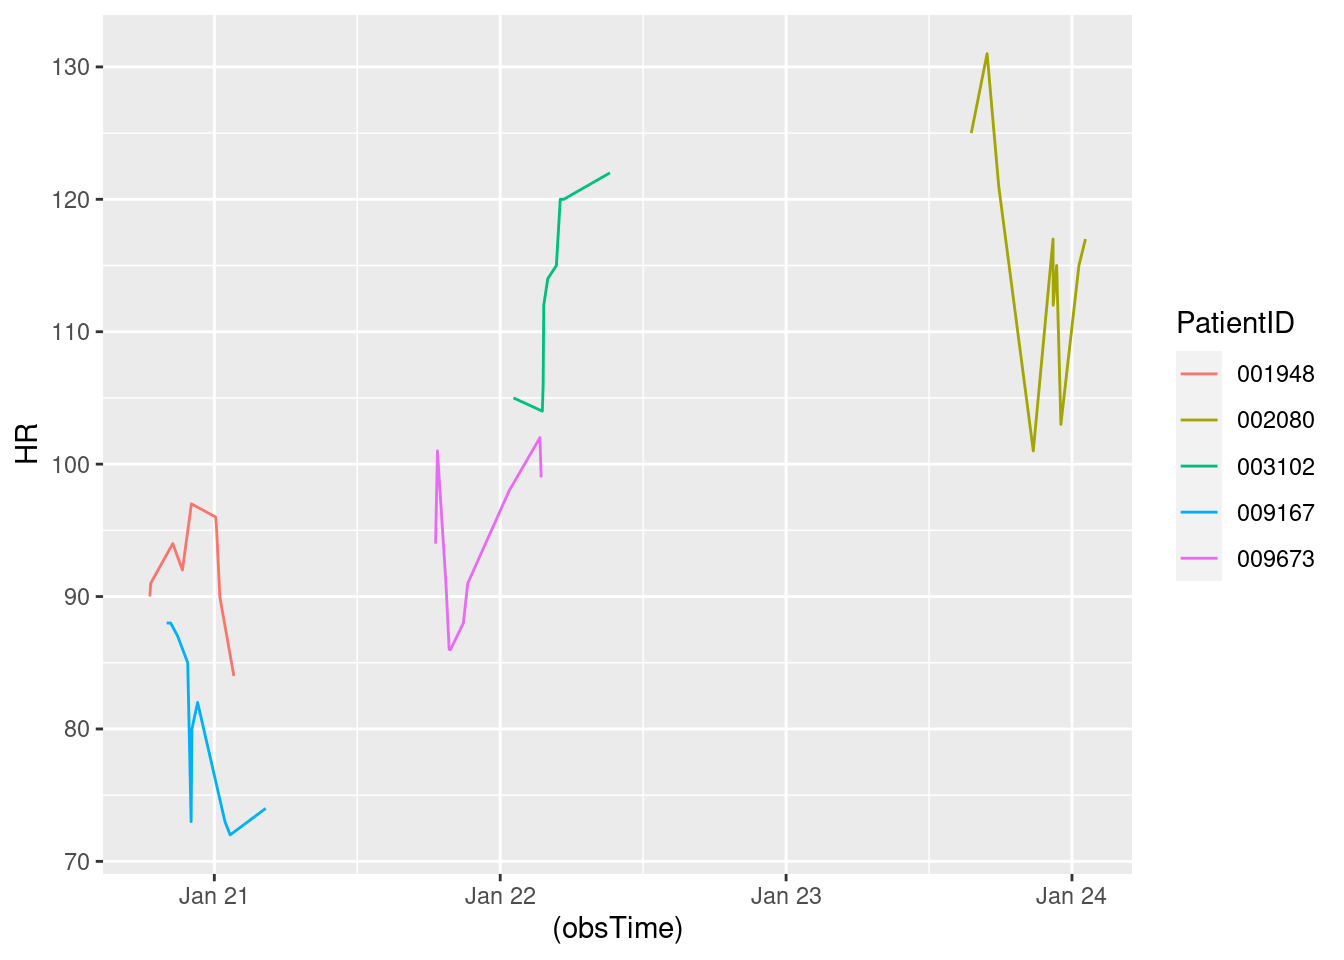 130
120
110
100
90
80
70
HR
Jan 21
Jan 22
Jan 23
Jan 24
(obsTime)
PatientID
001948
002080
003102
009167
009673